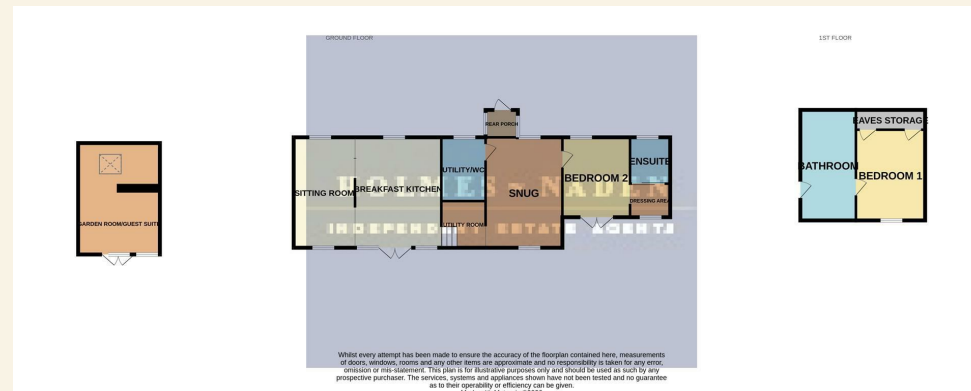 GROUND FLOOR
1ST FLOOR
REAR PORCH
EAVES STORAGE
UTILITY/WC
ENSUITE
BATHROOM
BEDROOM 1
BEDROOM 2
SITTING ROOM
BREAKFAST KITCHEN
SNUG
DRESSING AREA
GARDEN ROOM/GUEST SUITE
UTILITY ROOM
HOLMES - NAUEL
INDEPENDENT ESTATE AGENTS
Whilst every attempt has been made to ensure the accuracy of the floorplan contained here, measurements
of doors, windows, rooms and any other items are approximate and no responsibility is taken for any error,
omission or mis-statement. This plan is for illustrative purposes only and should be used as such by any
prospective purchaser. The services, systems and appliances shown have not been tested and no guarantee
as to their operability or efficiency can be given.